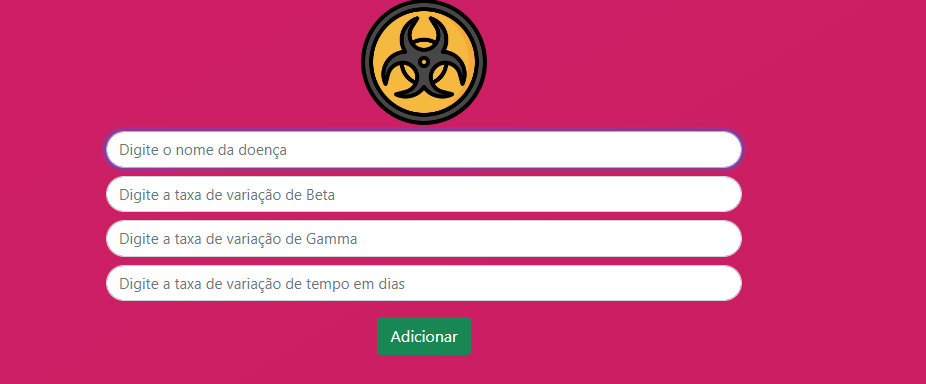 Digite o nome da doença
Digite a taxa de variação de Beta
Digite a taxa de variação de Gamma
Digite a taxa de variação de tempo em dias
Adicionar